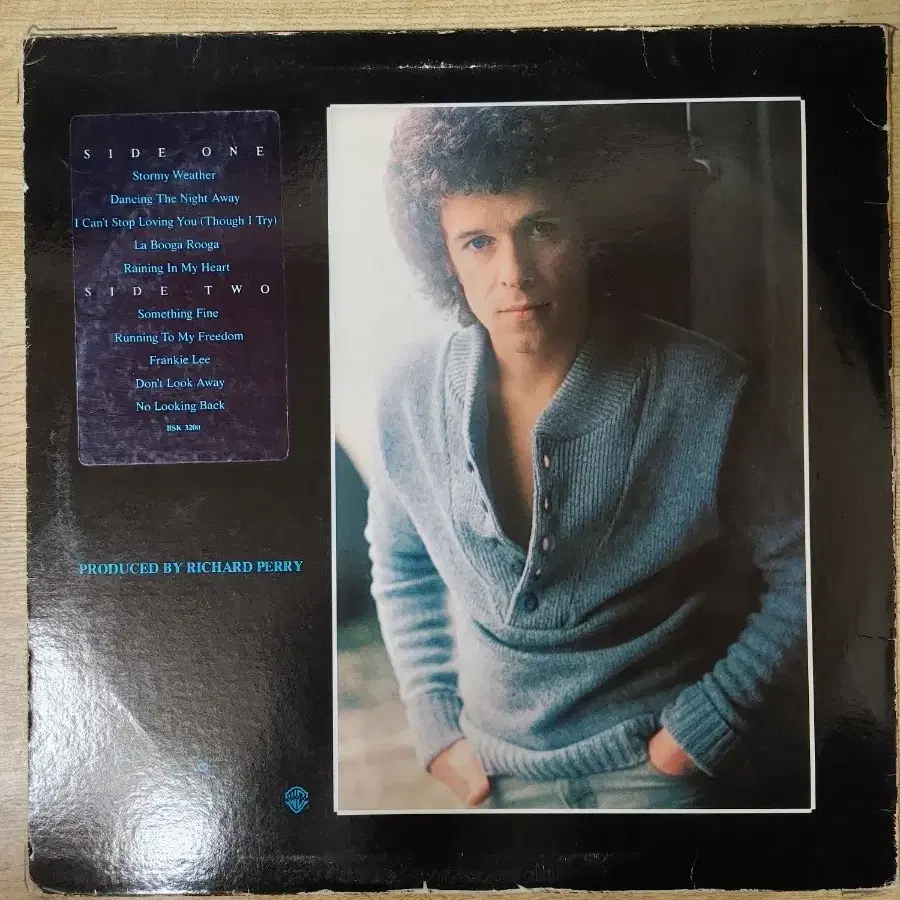 SIDE ONE
Stormy Weather
Dancing The Night Away
I Can't Stop Loving You (Though I Try)
La Booga Rooga
Raining In My Heart
SIDE TWO
Something Fine
Running To My Freedom
Frankie Lee
Don't Look Away
No Looking Back
BSK 3200
PRODUCED BY RICHARD PERRY